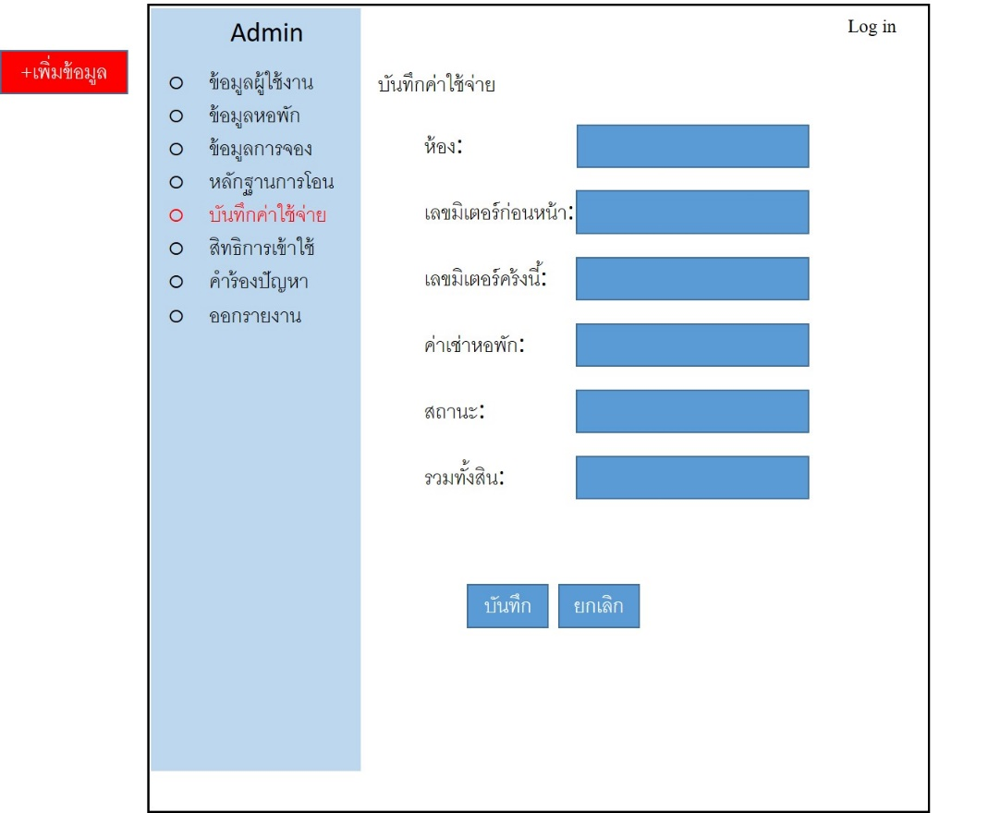 +เพิ่มข้อมูล
Admin
ข้อมูลผู้ใช้งาน
ข้อมูลหอพัก
ข้อมูลการจอง
หลักฐานการโอน
บันทึกค่าใช้จ่าย
สิทธิการเข้าใช้
คำร้องปัญหา
ออกรายงาน
Log in
บันทึกค่าใช้จ่าย
ห้อง:
เลขมิเตอร์ก่อนหน้า:
เลขมิเตอร์คร้งนี้:
ค่าเช่าหอพัก:
สถานะ:
รวมทั้งสิน:
บันทึก
ยกเลิก